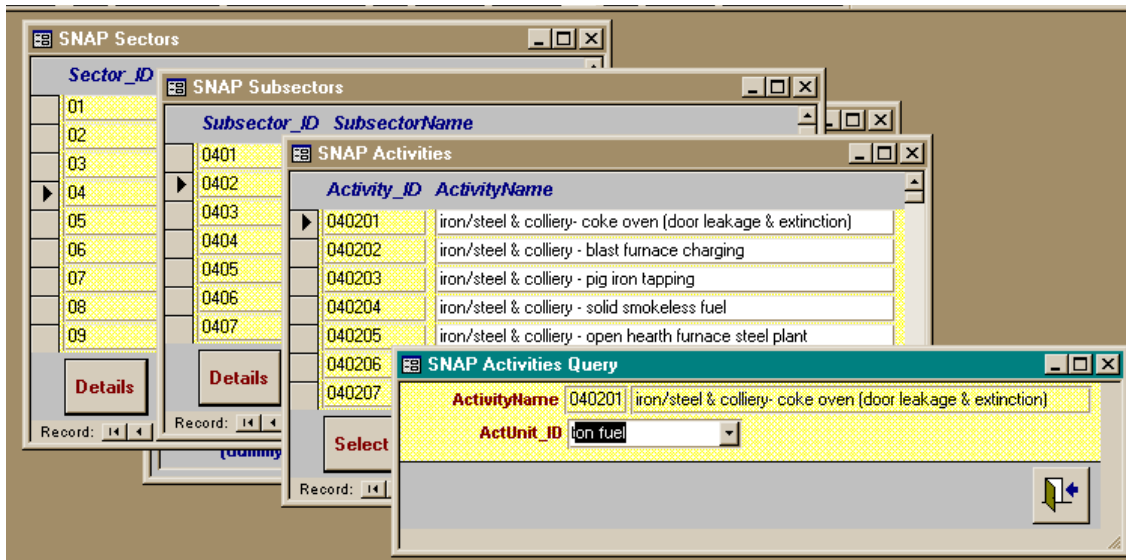 SNAP Sectors
Sector_ID
01
02
03
04
05
06
07
08
09
Details
Record:
SNAP Subsectors
Subsector_ID SubsectorName
0401
0402
0403
0404
0405
0406
0407
Details
Record:
(dummy
SNAP Activities
Activity_ID ActivityName
040201 iron/steel & colliery- coke oven (door leakage & extinction)
040202 iron/steel & colliery - blast furnace charging
040203 iron/steel & colliery - pig iron tapping
040204 iron/steel & colliery - solid smokeless fuel
040205 iron/steel & colliery - open hearth furnace steel plant
040206
040207
Select
Record:
SNAP Activities Query
ActivityName 040201 iron/steel & colliery- coke oven (door leakage & extinction)
ActUnit_ID ton fuel